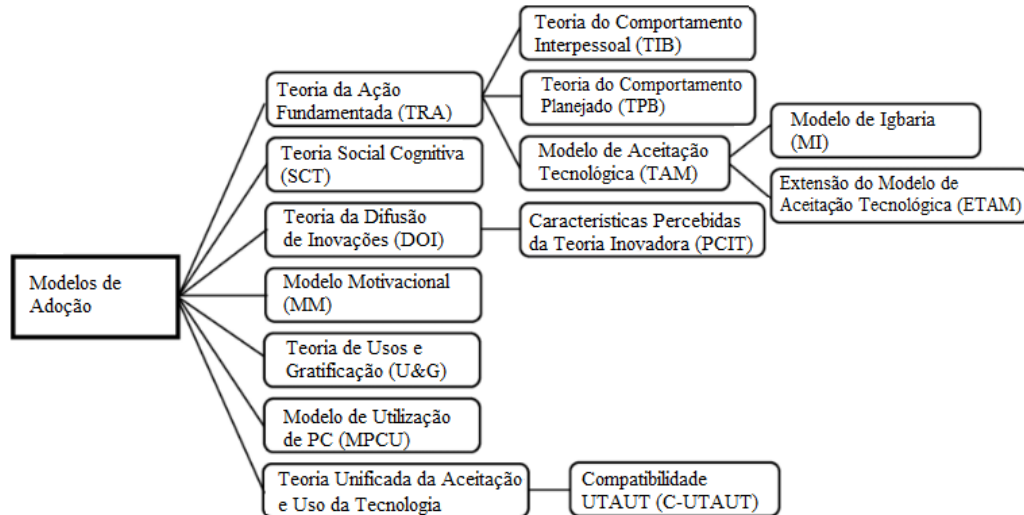 Modelos de
Adoção
Teoria da Ação
Fundamentada (TRA)
Teoria Social Cognitiva
(SCT)
Teoria da Difusão
de Inovações (DOI)
Modelo Motivacional
(MM)
Teoria de Usos e
Gratificação (U&G)
Modelo de Utilização
de PC (MPCU)
Teoria Unificada da Aceitação
e Uso da Tecnologia
Teoria do Comportamento
Interpessoal (TIB)
Teoria do Comportamento
Planejado (TPB)
Modelo de Aceitação
Tecnológica (TAM)
Caracteristicas Percebidas
da Teoria Inovadora (PCIT)
Compatibilidade
UTAUT (C-UTAUT)
Modelo de Igbaria
(MI)
Extensão do Modelo de
Aceitação Tecnológica (ETAM)